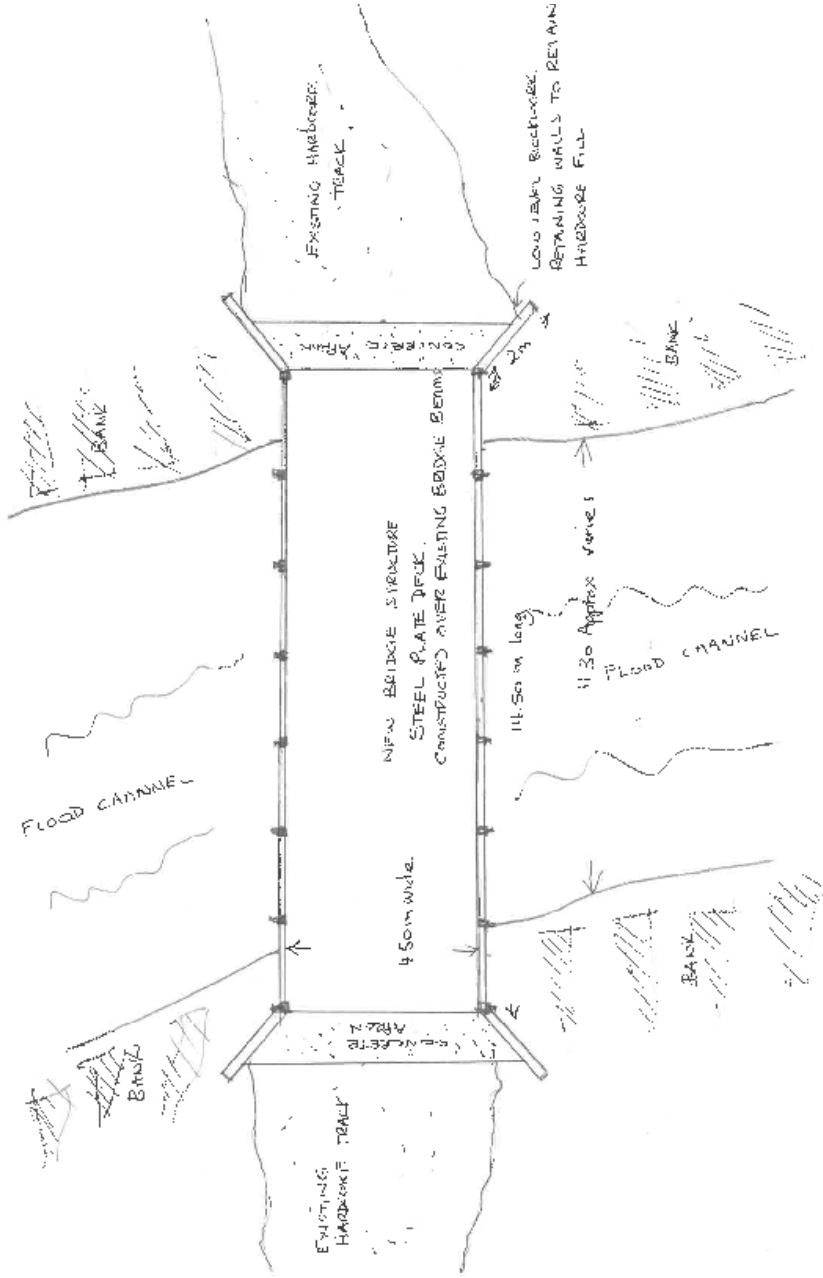 EXISTING HARDCORE
TRACK
LOW LEVEL BLOCKWORK
RETAINING WALLS TO RETAIN
HARDCORE FILL
CONCRETE
APRON
2m
BANK
BANK
NEW BRIDGE STRUCTURE
STEEL PLATE DECK.
CONSTRUCTED OVER EXISTING BRIDGE BEAMS
14.50m long
11.30 Approx varies
FLOOD CHANNEL
FLOOD CHANNEL
4.50m wide.
BANK
BANK
CONCRETE
APRON
EXISTING
HARDCORE TRACK